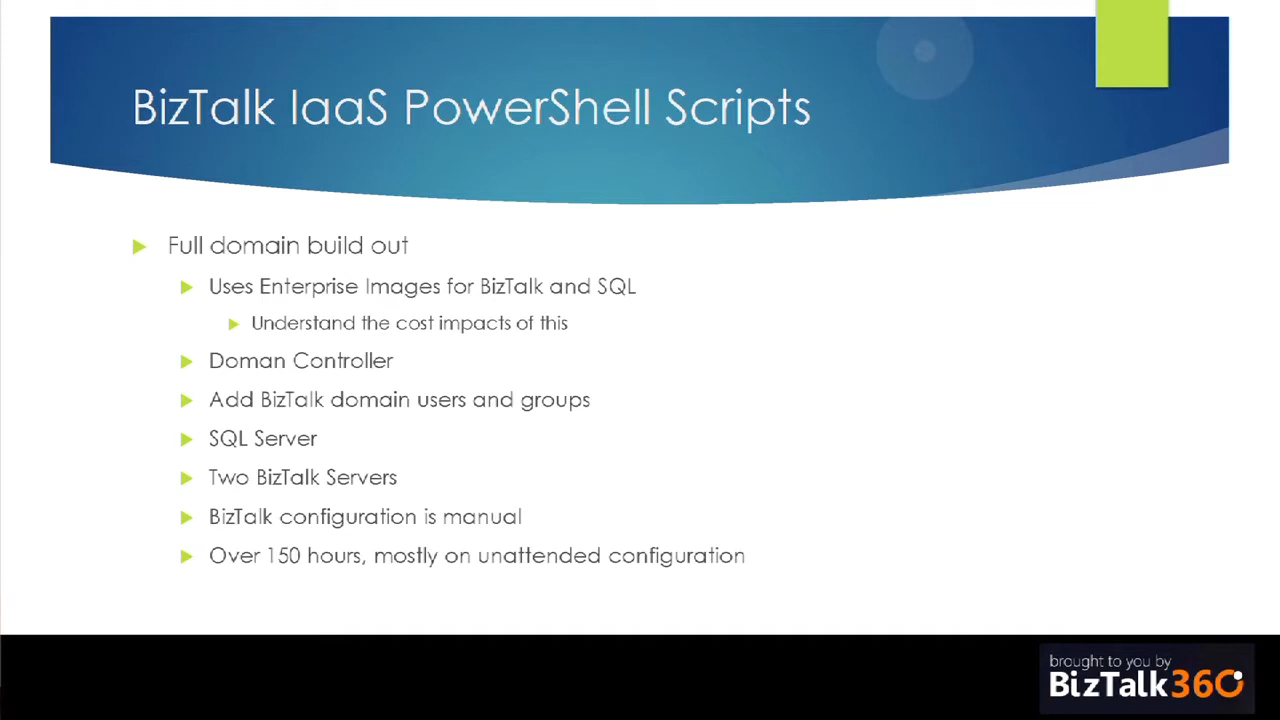 BizTalk IaaS PowerShell Scripts
Full domain build out
Uses Enterprise Images for BizTalk and SQL
Understand the cost impacts of this
Doman Controller
Add BizTalk domain users and groups
SQL Server
Two BizTalk Servers
BizTalk configuration is manual
Over 150 hours, mostly on unattended configuration
brought to you by
BizTalk360